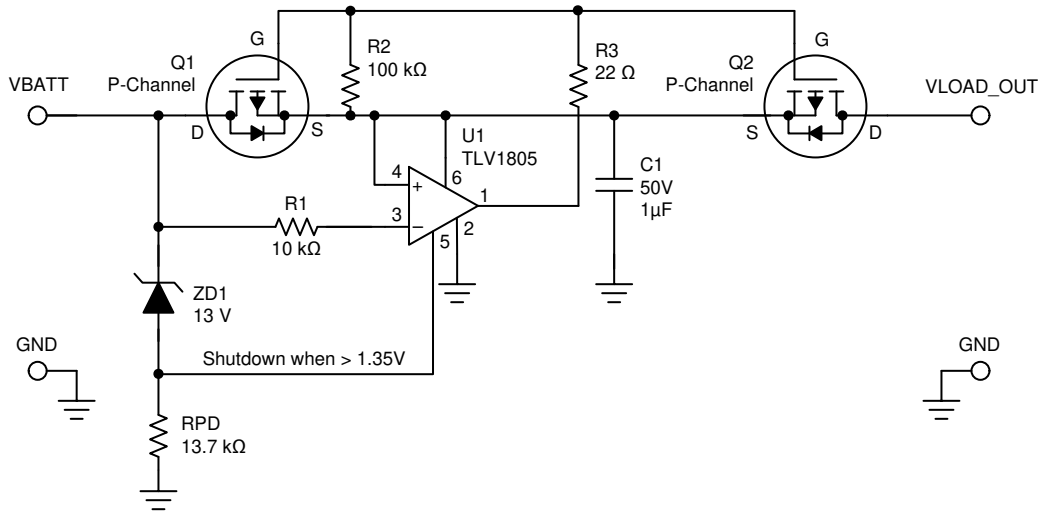 G
R2
100 kΩ
R3
22 Ω
G
Q1
P-Channel
Q2
P-Channel
VBATT
VLOAD_OUT
D
S
S
D
U1
TLV1805
4
+
6
1
C1
50V
1µF
R1
10 kΩ
3
−
5
2
ZD1
13 V
GND
Shutdown when > 1.35V
GND
RPD
13.7 kΩ